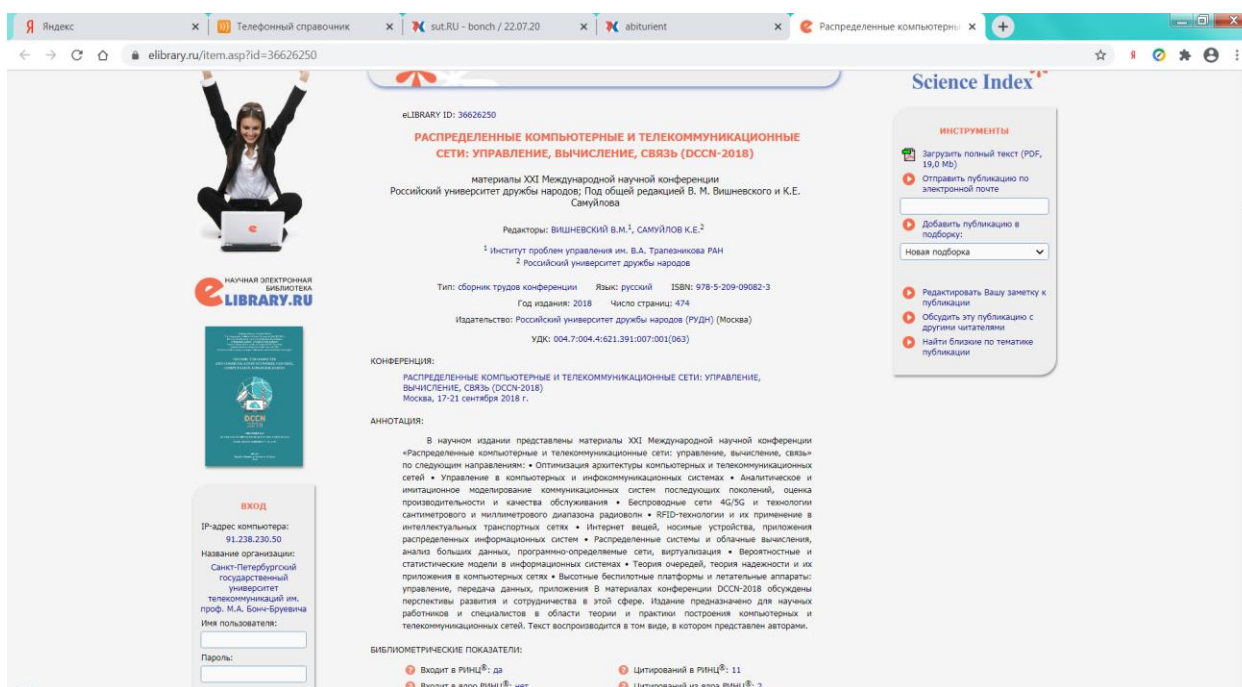 Яндекс
Телефонный справочник
sut.RU - bonch / 22.07.20
abiturient
Распределенные компьютерны
elibrary.ru/item.asp?id=36626250
НАУЧНАЯ ЭЛЕКТРОННАЯ
БИБЛИОТЕКА
eLIBRARY.RU
DCCN
2018
ВХОД
IP-адрес компьютера:
91.238.230.50
Название организации:
Санкт-Петербургский
государственный
университет
телекоммуникаций им.
проф. М.А. Бонч-Бруевича
Имя пользователя:
Пароль:
eLIBRARY ID: 36626250
РАСПРЕДЕЛЕННЫЕ КОМПЬЮТЕРНЫЕ И ТЕЛЕКОММУНИКАЦИОННЫЕ
СЕТИ: УПРАВЛЕНИЕ, ВЫЧИСЛЕНИЕ, СВЯЗЬ (DCCN-2018)
материалы XXI Международной научной конференции
Российский университет дружбы народов; Под общей редакцией В. М. Вишневского и К.Е.
Самуйлова
Редакторы: ВИШНЕВСКИЙ В.М.1, САМУЙЛОВ К.Е.2
1 Институт проблем управления им. В.А. Трапезникова РАН
2 Российский университет дружбы народов
Тип: сборник трудов конференции Язык: русский ISBN: 978-5-209-09082-3
Год издания: 2018 Число страниц: 474
Издательство: Российский университет дружбы народов (РУДН) (Москва)
УДК: 004.7:004.4:621.391:007:001(063)
КОНФЕРЕНЦИЯ:
РАСПРЕДЕЛЕННЫЕ КОМПЬЮТЕРНЫЕ И ТЕЛЕКОММУНИКАЦИОННЫЕ СЕТИ: УПРАВЛЕНИЕ,
ВЫЧИСЛЕНИЕ, СВЯЗЬ (DCCN-2018)
Москва, 17-21 сентября 2018 г.
АННОТАЦИЯ:
В научном издании представлены материалы XXI Международной научной конференции
«Распределенные компьютерные и телекоммуникационные сети: управление, вычисление, связь»
по следующим направлениям: • Оптимизация архитектуры компьютерных и телекоммуникационных
сетей • Управление в компьютерных и инфокоммуникационных системах • Аналитическое и
имитационное моделирование коммуникационных систем последующих поколений, оценка
производительности и качества обслуживания • Беспроводные сети 4G/5G и технологии
сантиметрового и миллиметрового диапазона радиоволн • RFID-технологии и их применение в
интеллектуальных транспортных сетях • Интернет вещей, носимые устройства, приложения
распределенных информационных систем • Распределенные системы и облачные вычисления,
анализ больших данных, программно-определяемые сети, виртуализация • Вероятностные и
статистические модели в информационных системах • Теория очередей, теория надежности и их
приложения в компьютерных сетях • Высотные беспилотные платформы и летательные аппараты:
управление, передача данных, приложения В материалах конференции DCCN-2018 обсуждены
перспективы развития и сотрудничества в этой сфере. Издание предназначено для научных
работников и специалистов в области теории и практики построения компьютерных и
телекоммуникационных сетей. Текст воспроизводится в том виде, в котором представлен авторами.
БИБЛИОМЕТРИЧЕСКИЕ ПОКАЗАТЕЛИ:
Входит в РИНЦ®: да
Цитирований в РИНЦ®: 11
Входит в ядро РИНЦ®: нет
Цитирований из ядра РИНЦ®: 2
Science Index
ИНСТРУМЕНТЫ
Загрузить полный текст (PDF,
19,0 Mb)
Отправить публикацию по
электронной почте
Добавить публикацию в
подборку:
Новая подборка
Редактировать Вашу заметку к
публикации
Обсудить эту публикацию с
другими читателями
Найти близкие по тематике
публикации